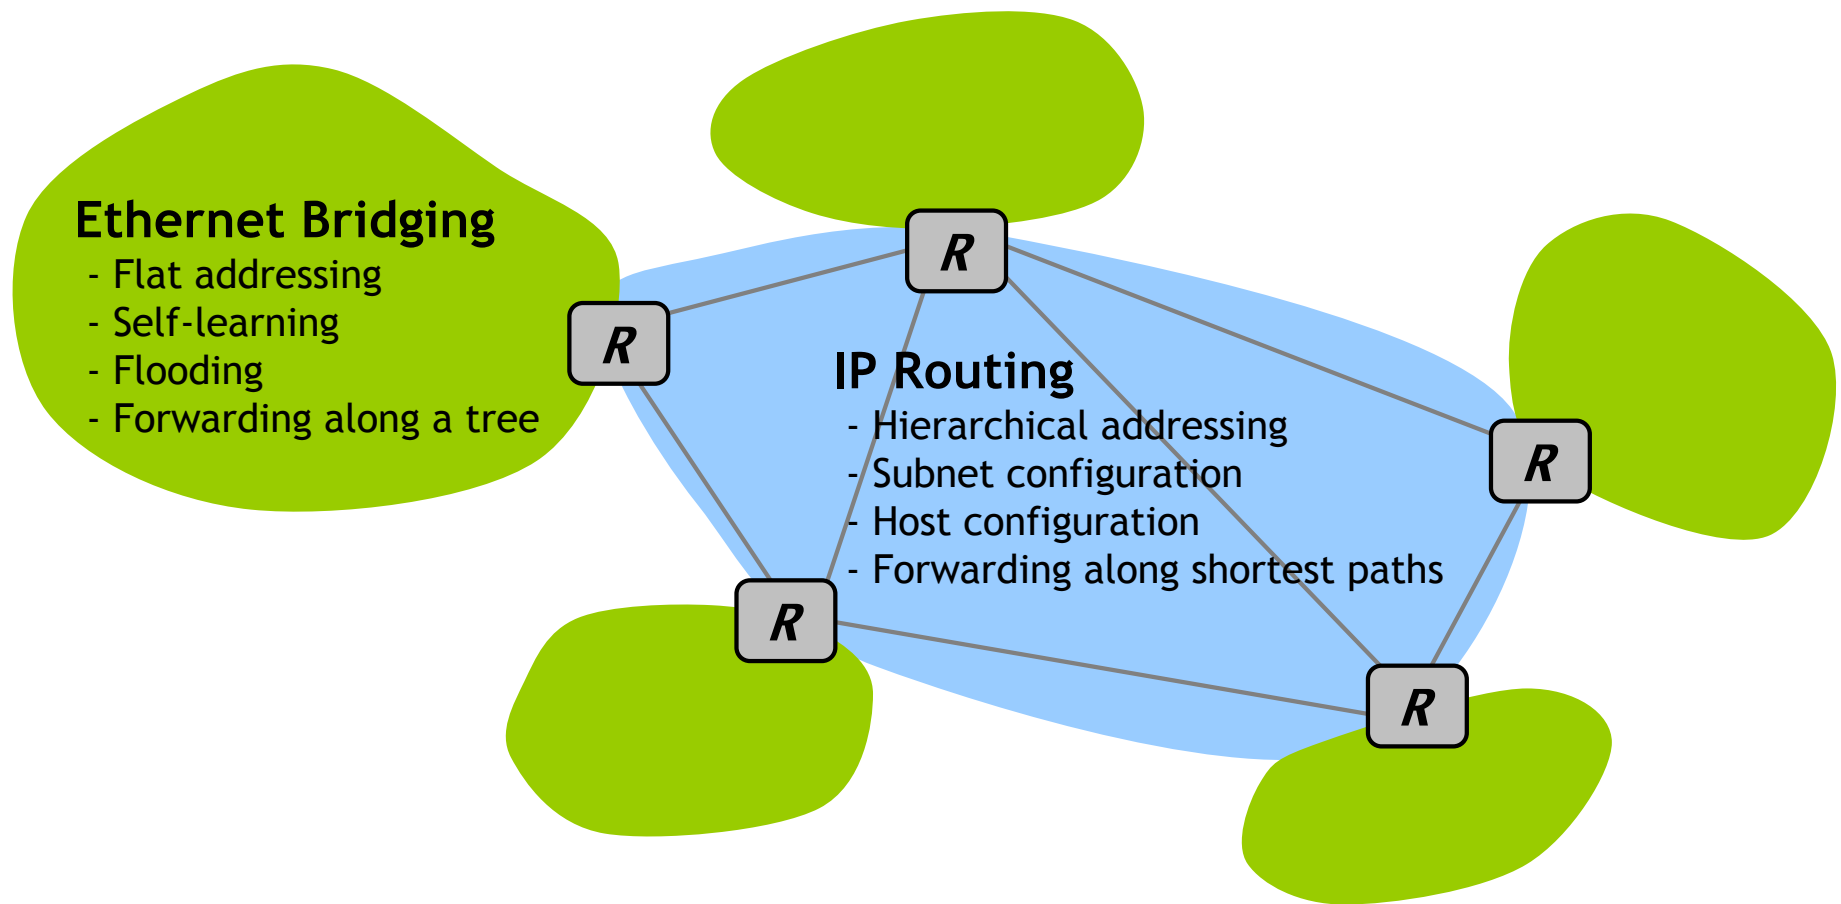 Ethernet Bridging
- Flat addressing
- Self-learning
- Flooding
- Forwarding along a tree
R
R
IP Routing
- Hierarchical addressing
- Subnet configuration
- Host configuration
- Forwarding along shortest paths
R
R
R